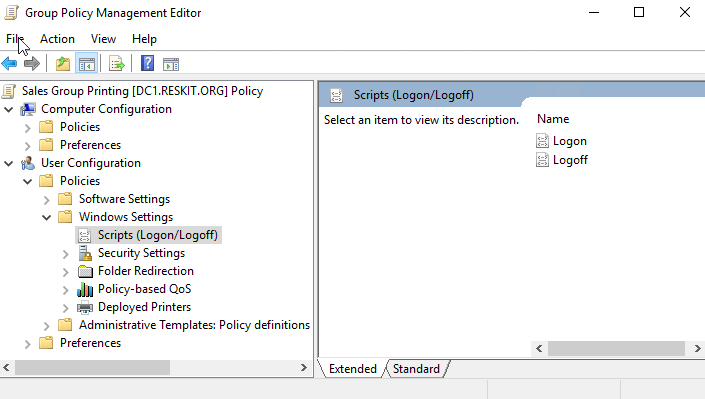 Group Policy Management Editor
File Action View Help
Sales Group Printing [DC1.RESKIT.ORG] Policy
Computer Configuration
Policies
Preferences
User Configuration
Policies
Software Settings
Windows Settings
Scripts (Logon/Logoff)
Security Settings
Folder Redirection
Policy-based QoS
Deployed Printers
Administrative Templates: Policy definitions
Preferences
Scripts (Logon/Logoff)
Select an item to view its description.
Name
Logon
Logoff
Extended Standard